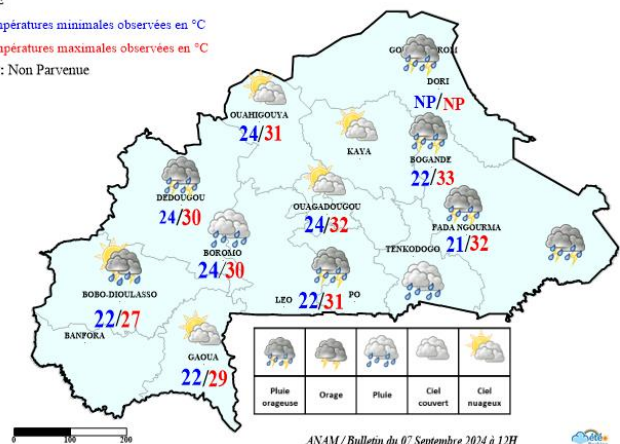 Températures minimales observées en °C
Températures maximales observées en °C
: Non Parvenue
DORI
NP/NP
OUAHIGOUYA
24/31
KAYA
BOGANDE
22/33
DEDOUGOU
24/30
OUAGADOUGOU
24/32
FADA NGOURMA
21/32
BOROMO
24/30
TENKODOGO
BOBO-DIOULASSO
22/27
LEO
22/31
PO
BANFORA
GAOUA
22/29
Pluie orageuse
Orage
Pluie
Ciel couvert
Ciel nuageux
100
200
ANAM / Bulletin du 07 Septembre 2024 à 12H